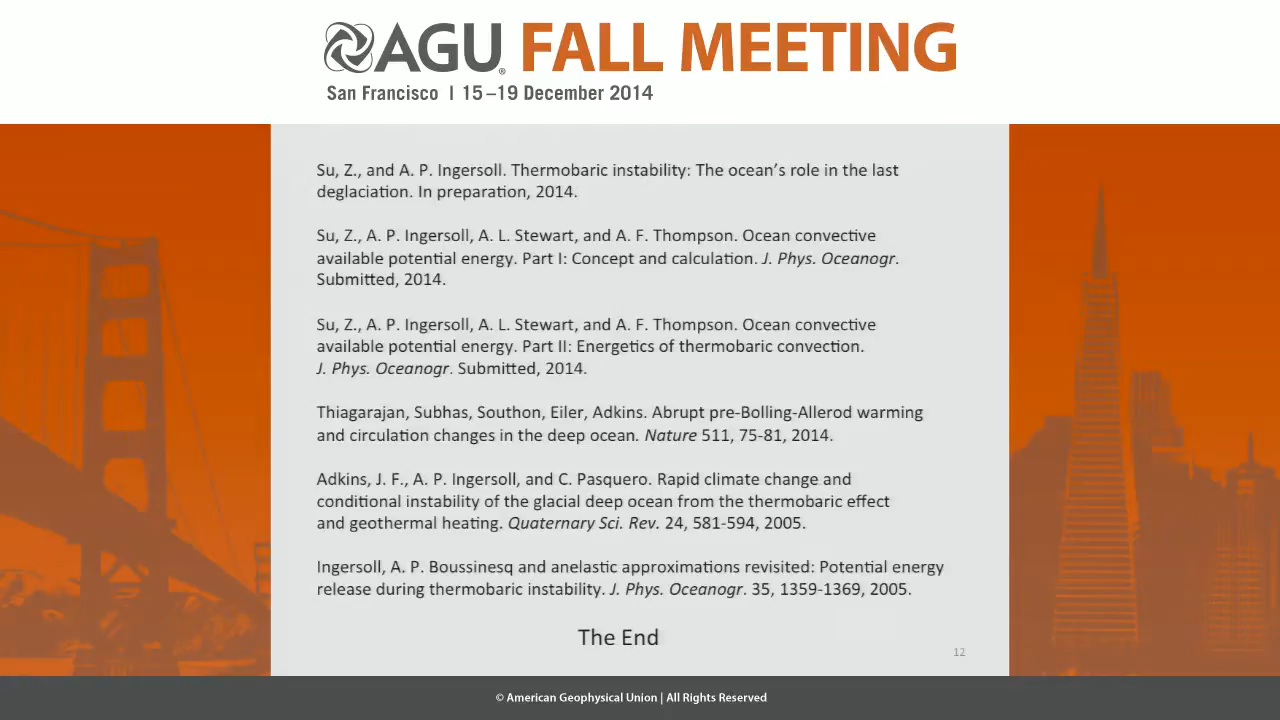 AGU® FALL MEETING
San Francisco | 15–19 December 2014
Su, Z., and A. P. Ingersoll. Thermobaric instability: The ocean's role in the last
deglaciation. In preparation, 2014.
Su, Z., A. P. Ingersoll, A. L. Stewart, and A. F. Thompson. Ocean convective
available potential energy. Part I: Concept and calculation. J. Phys. Oceanogr.
Submitted, 2014.
Su, Z., A. P. Ingersoll, A. L. Stewart, and A. F. Thompson. Ocean convective
available potential energy. Part II: Energetics of thermobaric convection.
J. Phys. Oceanogr. Submitted, 2014.
Thiagarajan, Subhas, Southon, Eiler, Adkins. Abrupt pre-Bolling-Allerod warming
and circulation changes in the deep ocean. Nature 511, 75-81, 2014.
Adkins, J. F., A. P. Ingersoll, and C. Pasquero. Rapid climate change and
conditional instability of the glacial deep ocean from the thermobaric effect
and geothermal heating. Quaternary Sci. Rev. 24, 581-594, 2005.
Ingersoll, A. P. Boussinesq and anelastic approximations revisited: Potential energy
release during thermobaric instability. J. Phys. Oceanogr. 35, 1359-1369, 2005.
The End
12
© American Geophysical Union | All Rights Reserved